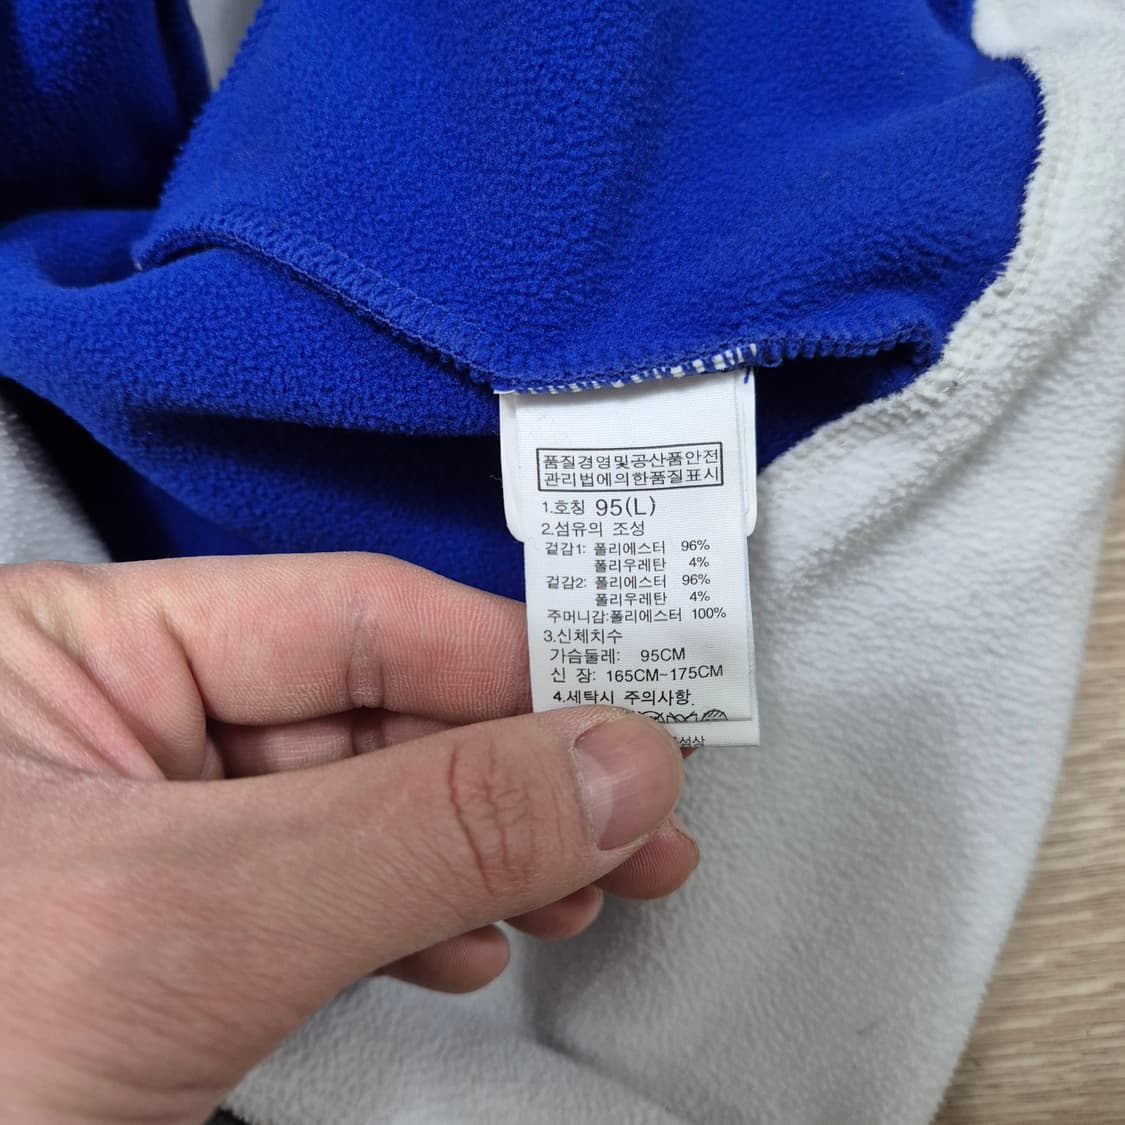 품질경영및공산품안전
관리법에의한품질표시
1.호칭 95(L)
2.섬유의 조성
겉감1: 폴리에스터 96%
폴리우레탄 4%
겉감2: 폴리에스터 96%
폴리우레탄 4%
주머니감:폴리에스터 100%
3.신체치수
가슴둘레: 95CM
신 장: 165CM~175CM
4.세탁시 주의사항.